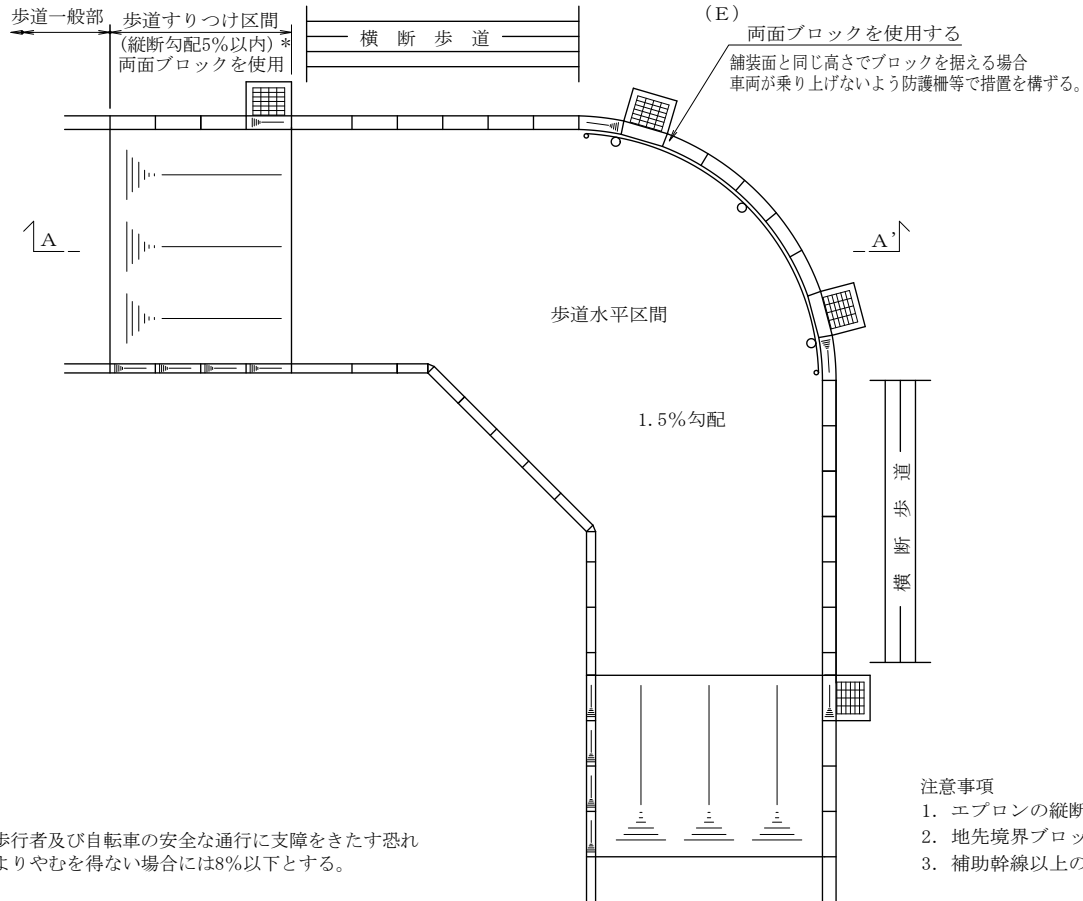 歩道一般部
歩道すりつけ区間
(縦断勾配5%以内)*
両面ブロックを使用
横断歩道
(E)
両面ブロックを使用する
舗装面と同じ高さでブロックを据える場合
車両が乗り上げないよう防護柵等で措置を構ずる。
A
A'
歩道水平区間
1.5%勾配
横断歩道
歩行者及び自転車の安全な通行に支障をきたす恐れ
よりやむを得ない場合には8%以下とする。
注意事項
1. エプロンの縦断
2. 地先境界ブロッ
3. 補助幹線以上の